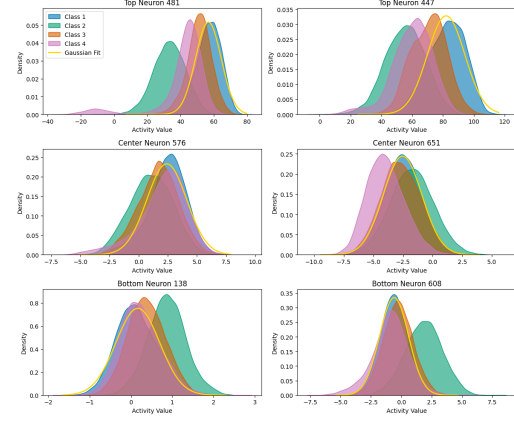 Top Neuron 481
Density
0.05
0.04
0.03
0.02
0.01
0.00
Class 1
Class 2
Class 3
Class 4
Gaussian Fit
−40 −20 0 20 40 60 80
Activity Value
Top Neuron 447
Density
0.035
0.030
0.025
0.020
0.015
0.010
0.005
0.000
0 20 40 60 80 100 120
Activity Value
Center Neuron 576
Density
0.25
0.20
0.15
0.10
0.05
0.00
−7.5 −5.0 −2.5 0.0 2.5 5.0 7.5 10.0
Activity Value
Center Neuron 651
Density
0.25
0.20
0.15
0.10
0.05
0.00
−10.0 −7.5 −5.0 −2.5 0.0 2.5 5.0
Activity Value
Bottom Neuron 138
Density
0.8
0.6
0.4
0.2
0.0
−2 −1 0 1 2 3
Activity Value
Bottom Neuron 608
Density
0.35
0.30
0.25
0.20
0.15
0.10
0.05
0.00
−7.5 −5.0 −2.5 0.0 2.5 5.0 7.5
Activity Value